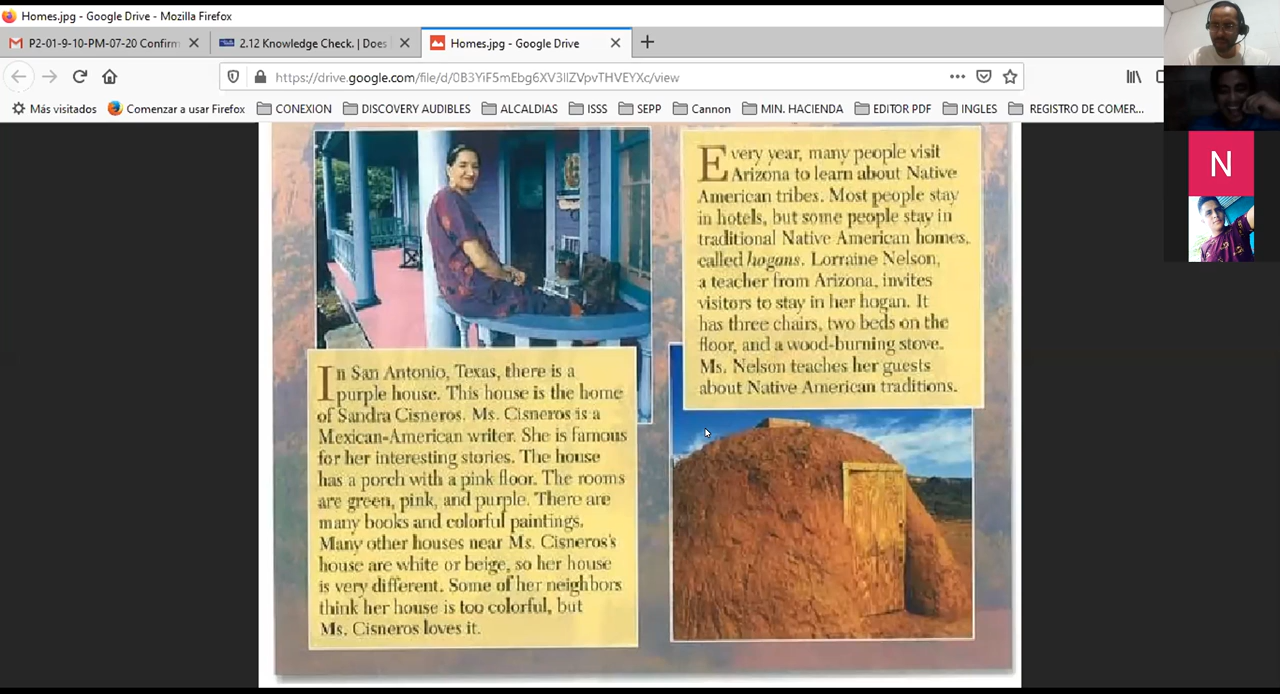 Homes.jpg - Google Drive - Mozilla Firefox
P2-01-9-10-PM-07-20 Confirm
2.12 Knowledge Check. | Does
Homes.jpg - Google Drive
https://drive.google.com/file/d/0B3YiF5mEbg6XV3llZVpvTHVEYXc/view
Más visitados
Comenzar a usar Firefox
CONEXION
DISCOVERY AUDIBLES
ALCALDIAS
ISSS
SEPP
Cannon
MIN. HACIENDA
EDITOR PDF
INGLES
REGISTRO DE COMER...
N
In San Antonio, Texas, there is a
purple house. This house is the home
of Sandra Cisneros. Ms. Cisneros is a
Mexican-American writer. She is famous
for her interesting stories. The house
has a porch with a pink floor. The rooms
are green, pink, and purple. There are
many books and colorful paintings.
Many other houses near Ms. Cisneros's
house are white or beige, so her house
is very different. Some of her neighbors
think her house is too colorful, but
Ms. Cisneros loves it.
Every year, many people visit
Arizona to learn about Native
American tribes. Most people stay
in hotels, but some people stay in
traditional Native American homes,
called hogans. Lorraine Nelson,
a teacher from Arizona, invites
visitors to stay in her hogan. It
has three chairs, two beds on the
floor, and a wood-burning stove.
Ms. Nelson teaches her guests
about Native American traditions.